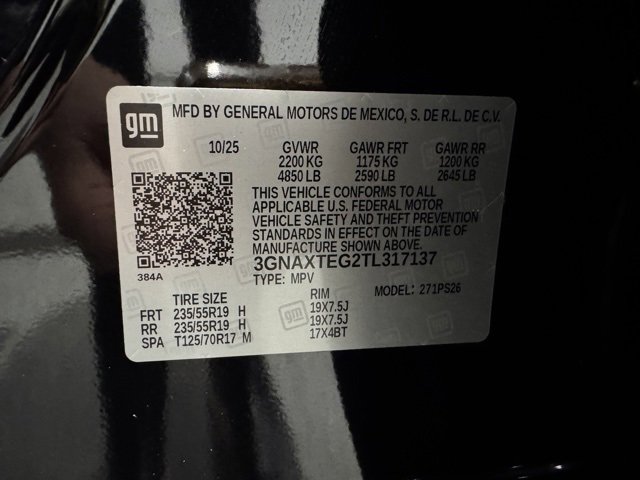 gm
MFD BY GENERAL MOTORS DE MEXICO, S. DE R.L. DE C.V.
10/25 GVWR GAWR FRT GAWR RR
2200 KG 1175 KG 1200 KG
4850 LB 2590 LB 2645 LB
THIS VEHICLE CONFORMS TO ALL
APPLICABLE U.S. FEDERAL MOTOR
VEHICLE SAFETY AND THEFT PREVENTION
STANDARDS IN EFFECT ON THE DATE OF
MANUFACTURE SHOWN ABOVE.
384A
3GNAXTEG2TL317137
TYPE: MPV MODEL: 271PS26
TIRE SIZE RIM
FRT 235/55R19 H 19X7.5J
RR 235/55R19 H 19X7.5J
SPA T125/70R17 M 17X4BT